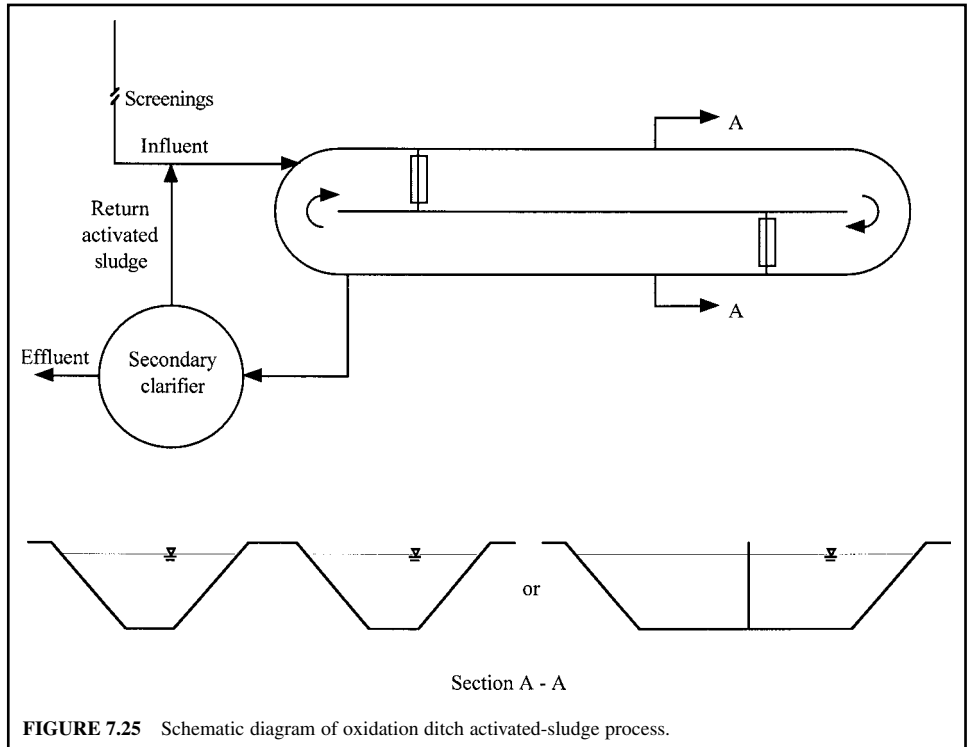 Screenings
Influent
A
Return
activated
sludge
A
Effluent
Secondary
clarifier
or
Section A - A
FIGURE 7.25 Schematic diagram of oxidation ditch activated-sludge process.